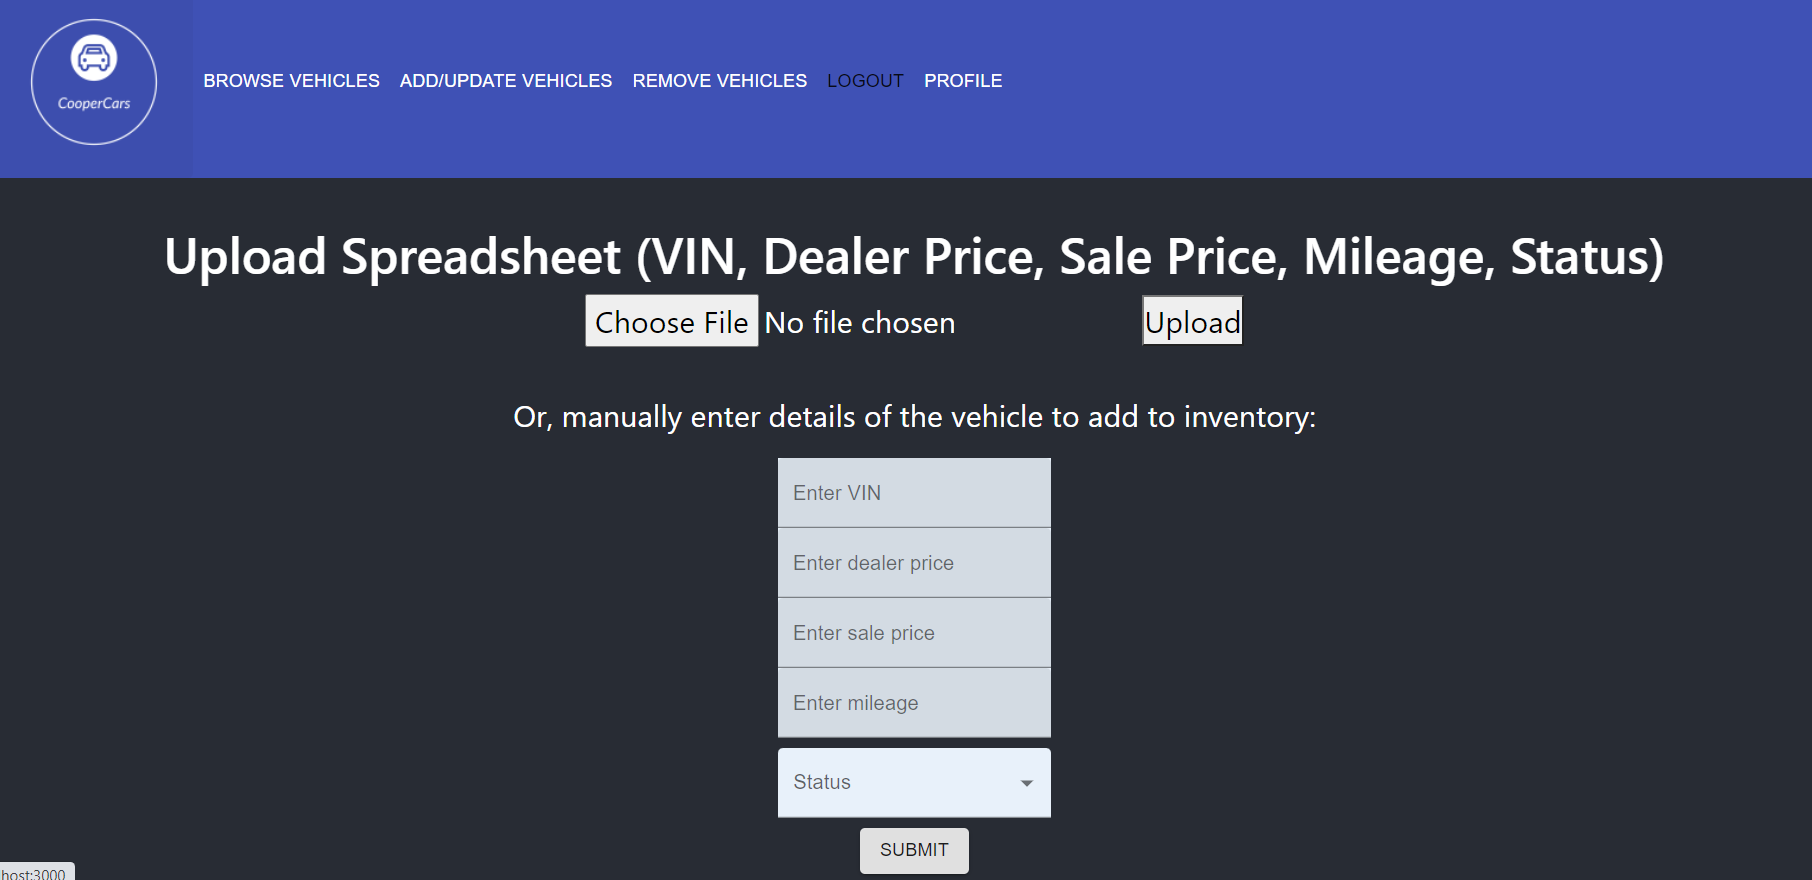 CooperCars
BROWSE VEHICLES ADD/UPDATE VEHICLES REMOVE VEHICLES LOGOUT PROFILE
Upload Spreadsheet (VIN, Dealer Price, Sale Price, Mileage, Status)
Choose File No file chosen Upload
Or, manually enter details of the vehicle to add to inventory:
Enter VIN
Enter dealer price
Enter sale price
Enter mileage
Status
SUBMIT
host:3000